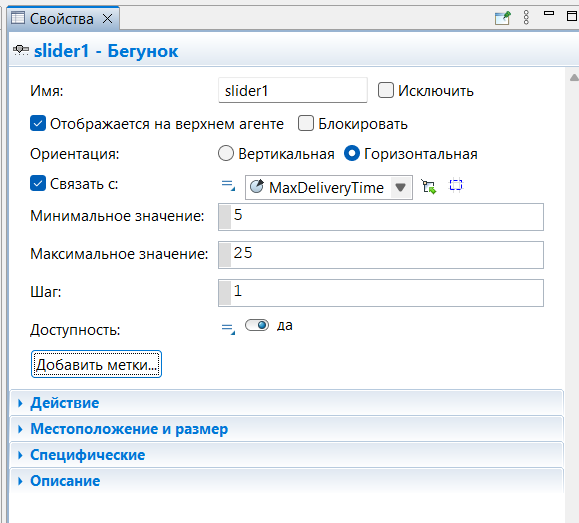 Свойства
slider1 - Бегунок
Имя: slider1 Исключить
Отображается на верхнем агенте Блокировать
Ориентация: Вертикальная Горизонтальная
Связать с: MaxDeliveryTime
Минимальное значение: 5
Максимальное значение: 25
Шаг: 1
Доступность: да
Добавить метки...
Действие
Местоположение и размер
Специфические
Описание